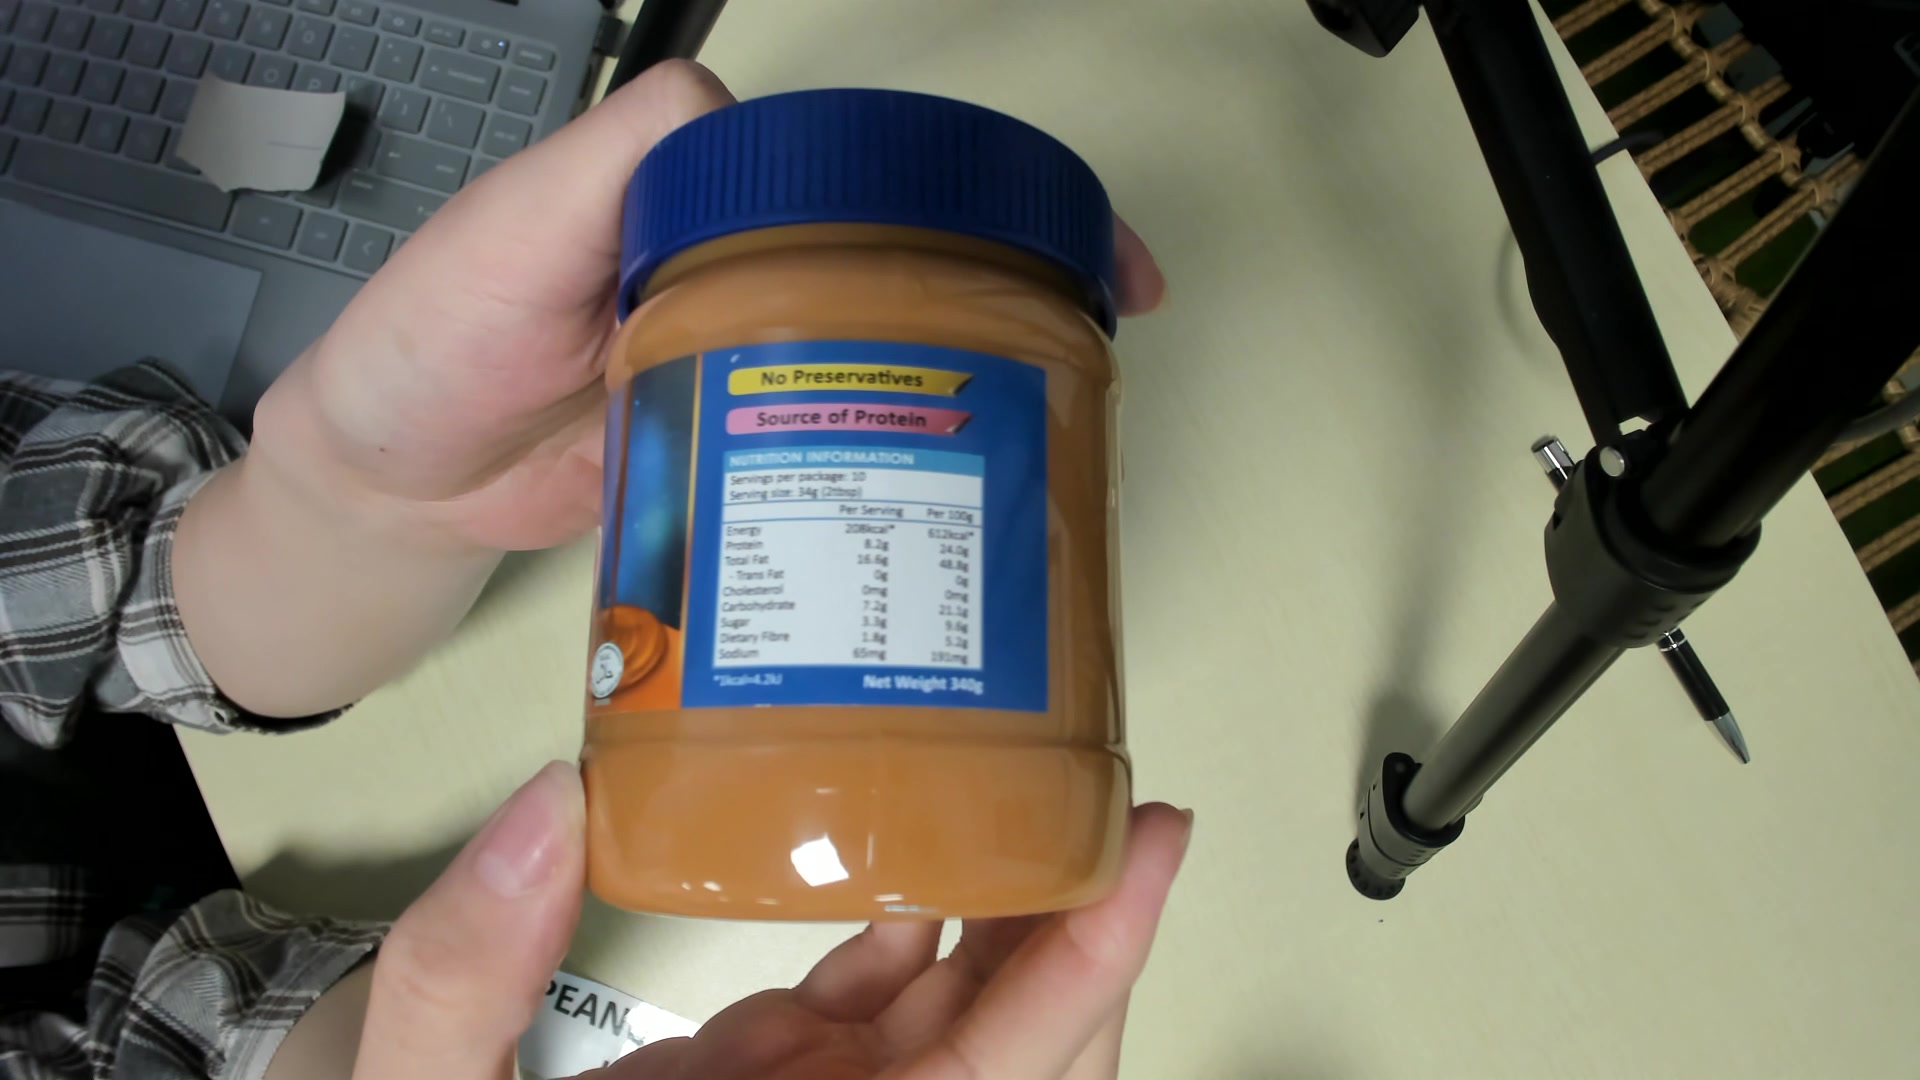 No Preservatives
Source of Protein
NUTRITION INFORMATION
Servings per package: 10
Serving size: 34g (2tbsp)
Per Serving Per 100g
Energy 208kcal* 612kcal*
Protein 8.2g 24.0g
Total Fat 16.6g 48.8g
- Trans Fat 0g 0g
Cholesterol 0mg 0mg
Carbohydrate 7.2g 21.1g
Sugar 3.3g 9.6g
Dietary Fibre 1.8g 5.2g
Sodium 65mg 191mg
*1kcal=4.2kJ Net Weight 340g
PEAN